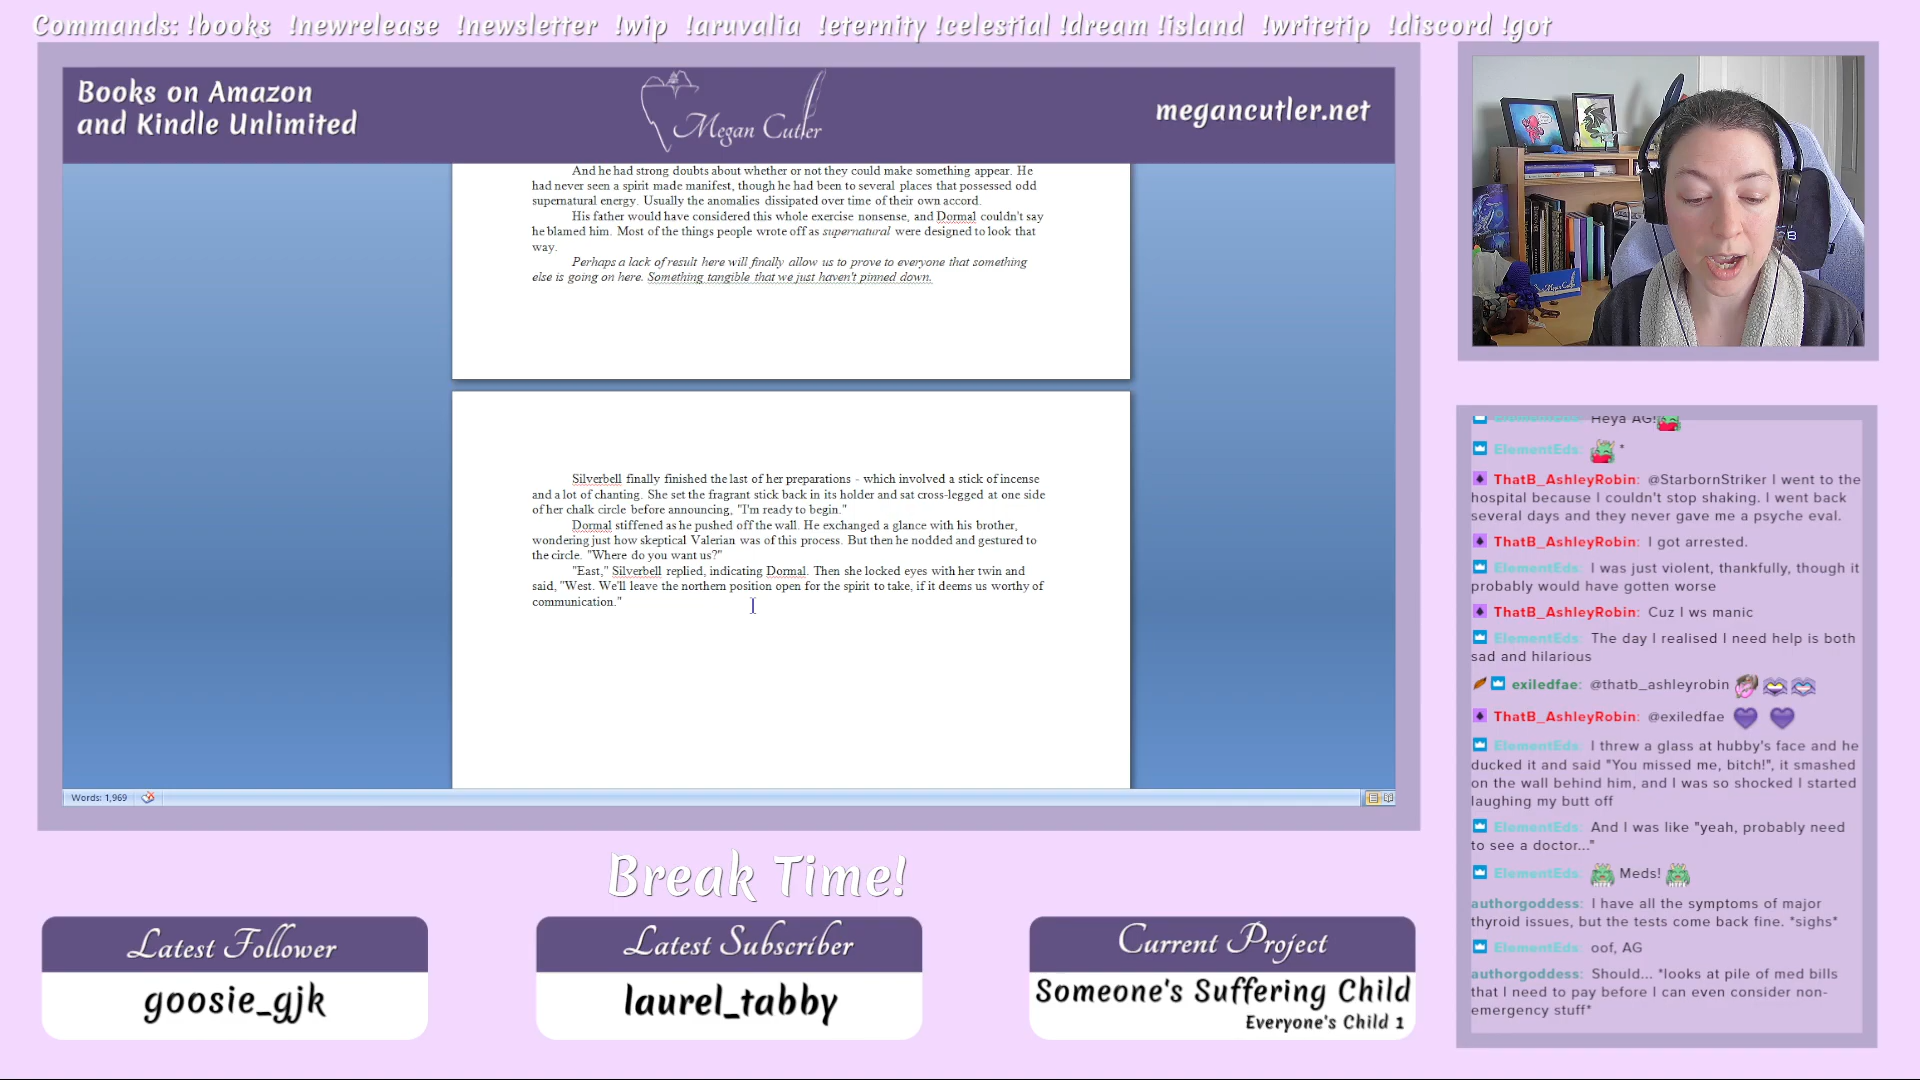 Commands: !books !newrelease !newsletter !wip !aruvalia !eternity !celestial !dream !island !writetip !discord !got
Books on Amazon
and Kindle Unlimited
Megan Cutler
megancutler.net
And he had strong doubts about whether or not they could make something appear. He
had never seen a spirit made manifest, though he had been to several places that possessed odd
supernatural energy. Usually the anomalies dissipated over time of their own accord.
His father would have considered this whole exercise nonsense, and Dormal couldn't say
he blamed him. Most of the things people wrote off as supernatural were designed to look that
way.
Perhaps a lack of result here will finally allow us to prove to everyone that something
else is going on here. Something tangible that we just haven't pinned down.
Silverbell finally finished the last of her preparations - which involved a stick of incense
and a lot of chanting. She set the fragrant stick back in its holder and sat cross-legged at one side
of her chalk circle before announcing, "I'm ready to begin."
Dormal stiffened as he pushed off the wall. He exchanged a glance with his brother,
wondering just how skeptical Valerian was of this process. But then he nodded and gestured to
the circle. "Where do you want us?"
"East," Silverbell replied, indicating Dormal. Then she locked eyes with her twin and
said, "West. We'll leave the northern position open for the spirit to take, if it deems us worthy of
communication."
Words: 1,969
Break Time!
Latest Follower
goosie_gjk
Latest Subscriber
laurel_tabby
Current Project
Someone's Suffering Child
Everyone's Child 1
ElementEds: Heya AG!
ElementEds: *
ThatB_AshleyRobin: @StarbornStriker I went to the
hospital because I couldn't stop shaking. I went back
several days and they never gave me a psyche eval.
ThatB_AshleyRobin: I got arrested.
ElementEds: I was just violent, thankfully, though it
probably would have gotten worse
ThatB_AshleyRobin: Cuz I ws manic
ElementEds: The day I realised I need help is both
sad and hilarious
exiledfae: @thatb_ashleyrobin
ThatB_AshleyRobin: @exiledfae
ElementEds: I threw a glass at hubby's face and he
ducked it and said "You missed me, bitch!", it smashed
on the wall behind him, and I was so shocked I started
laughing my butt off
ElementEds: And I was like "yeah, probably need
to see a doctor..."
ElementEds: Meds!
authorgoddess: I have all the symptoms of major
thyroid issues, but the tests come back fine. *sighs*
ElementEds: oof, AG
authorgoddess: Should... *looks at pile of med bills
that I need to pay before I can even consider non-
emergency stuff*